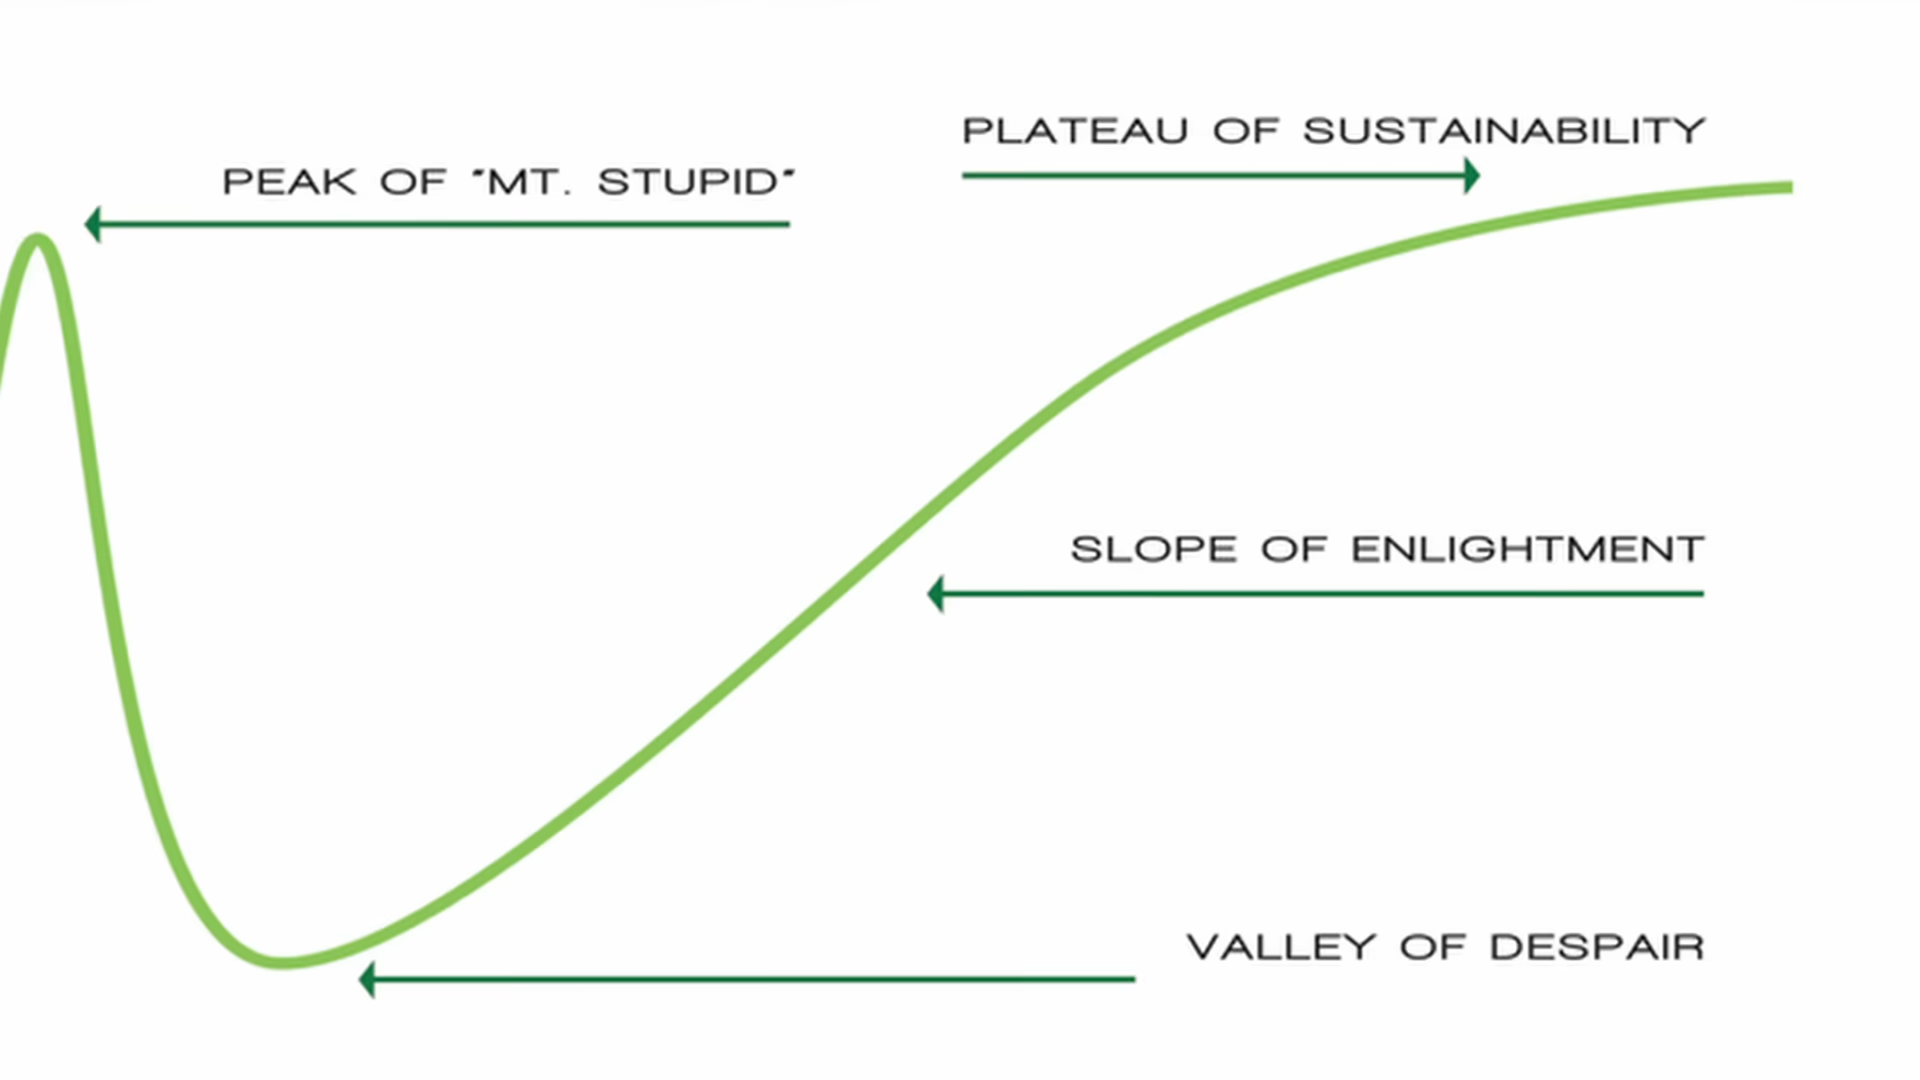 PLATEAU OF SUSTAINABILITY
PEAK OF "MT. STUPID"
SLOPE OF ENLIGHTMENT
VALLEY OF DESPAIR